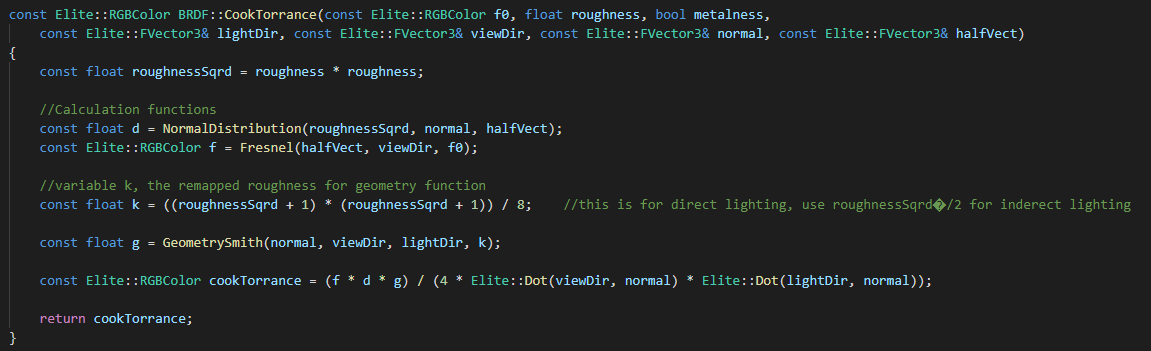 const Elite::RGBColor BRDF::CookTorrance(const Elite::RGBColor f0, float roughness, bool metalness,
const Elite::FVector3& lightDir, const Elite::FVector3& viewDir, const Elite::FVector3& normal, const Elite::FVector3& halfVect)
{
const float roughnessSqrd = roughness * roughness;
//Calculation functions
const float d = NormalDistribution(roughnessSqrd, normal, halfVect);
const Elite::RGBColor f = Fresnel(halfVect, viewDir, f0);
//variable k, the remapped roughness for geometry function
const float k = ((roughnessSqrd + 1) * (roughnessSqrd + 1)) / 8;    //this is for direct lighting, use roughnessSqrd�/2 for inderect lighting
const float g = GeometrySmith(normal, viewDir, lightDir, k);
const Elite::RGBColor cookTorrance = (f * d * g) / (4 * Elite::Dot(viewDir, normal) * Elite::Dot(lightDir, normal));
return cookTorrance;
}